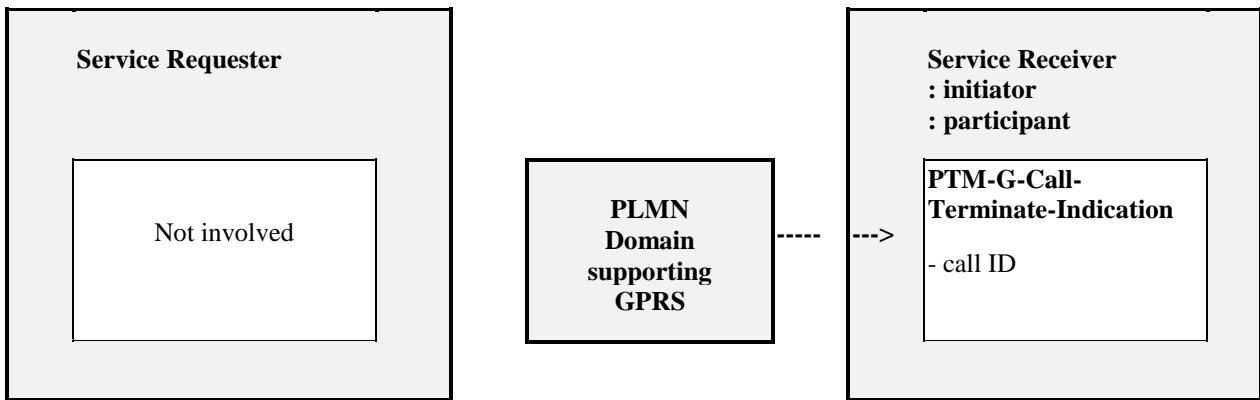 Service Requester
Not involved
PLMN
Domain
supporting
GPRS
----- --->
Service Receiver
: initiator
: participant
PTM-G-Call-
Terminate-Indication
- call ID